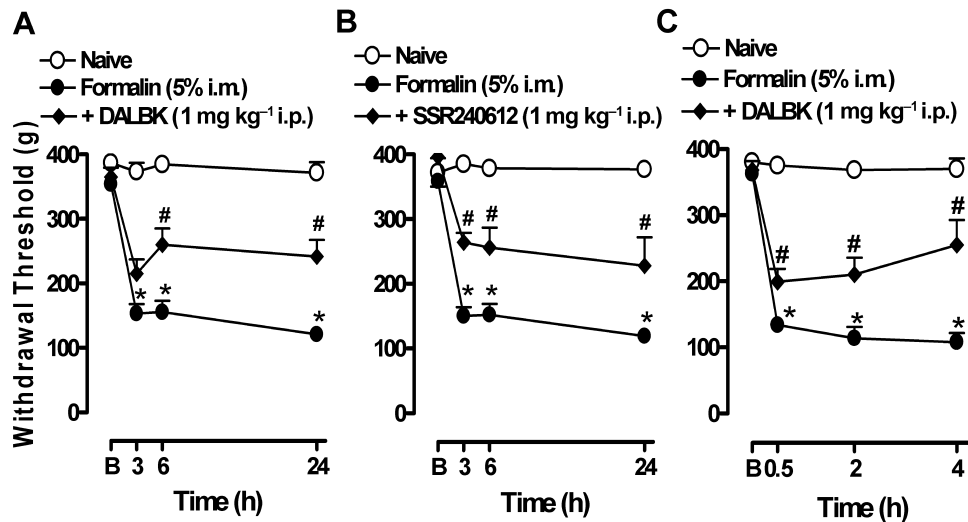 A
Naive
Formalin (5% i.m.)
+ DALBK (1 mg kg⁻¹ i.p.)
Withdrawal Threshold (g)
400
300
200
100
0
#
#
*
*
*
B 3 6 24
Time (h)
B
Naive
Formalin (5% i.m.)
+ SSR240612 (1 mg kg⁻¹ i.p.)
400
300
200
100
0
# # #
* *
*
B 3 6 24
Time (h)
C
Naive
Formalin (5% i.m.)
+ DALBK (1 mg kg⁻¹ i.p.)
400
300
200
100
0
#
# #
*
* *
B 0.5 2 4
Time (h)